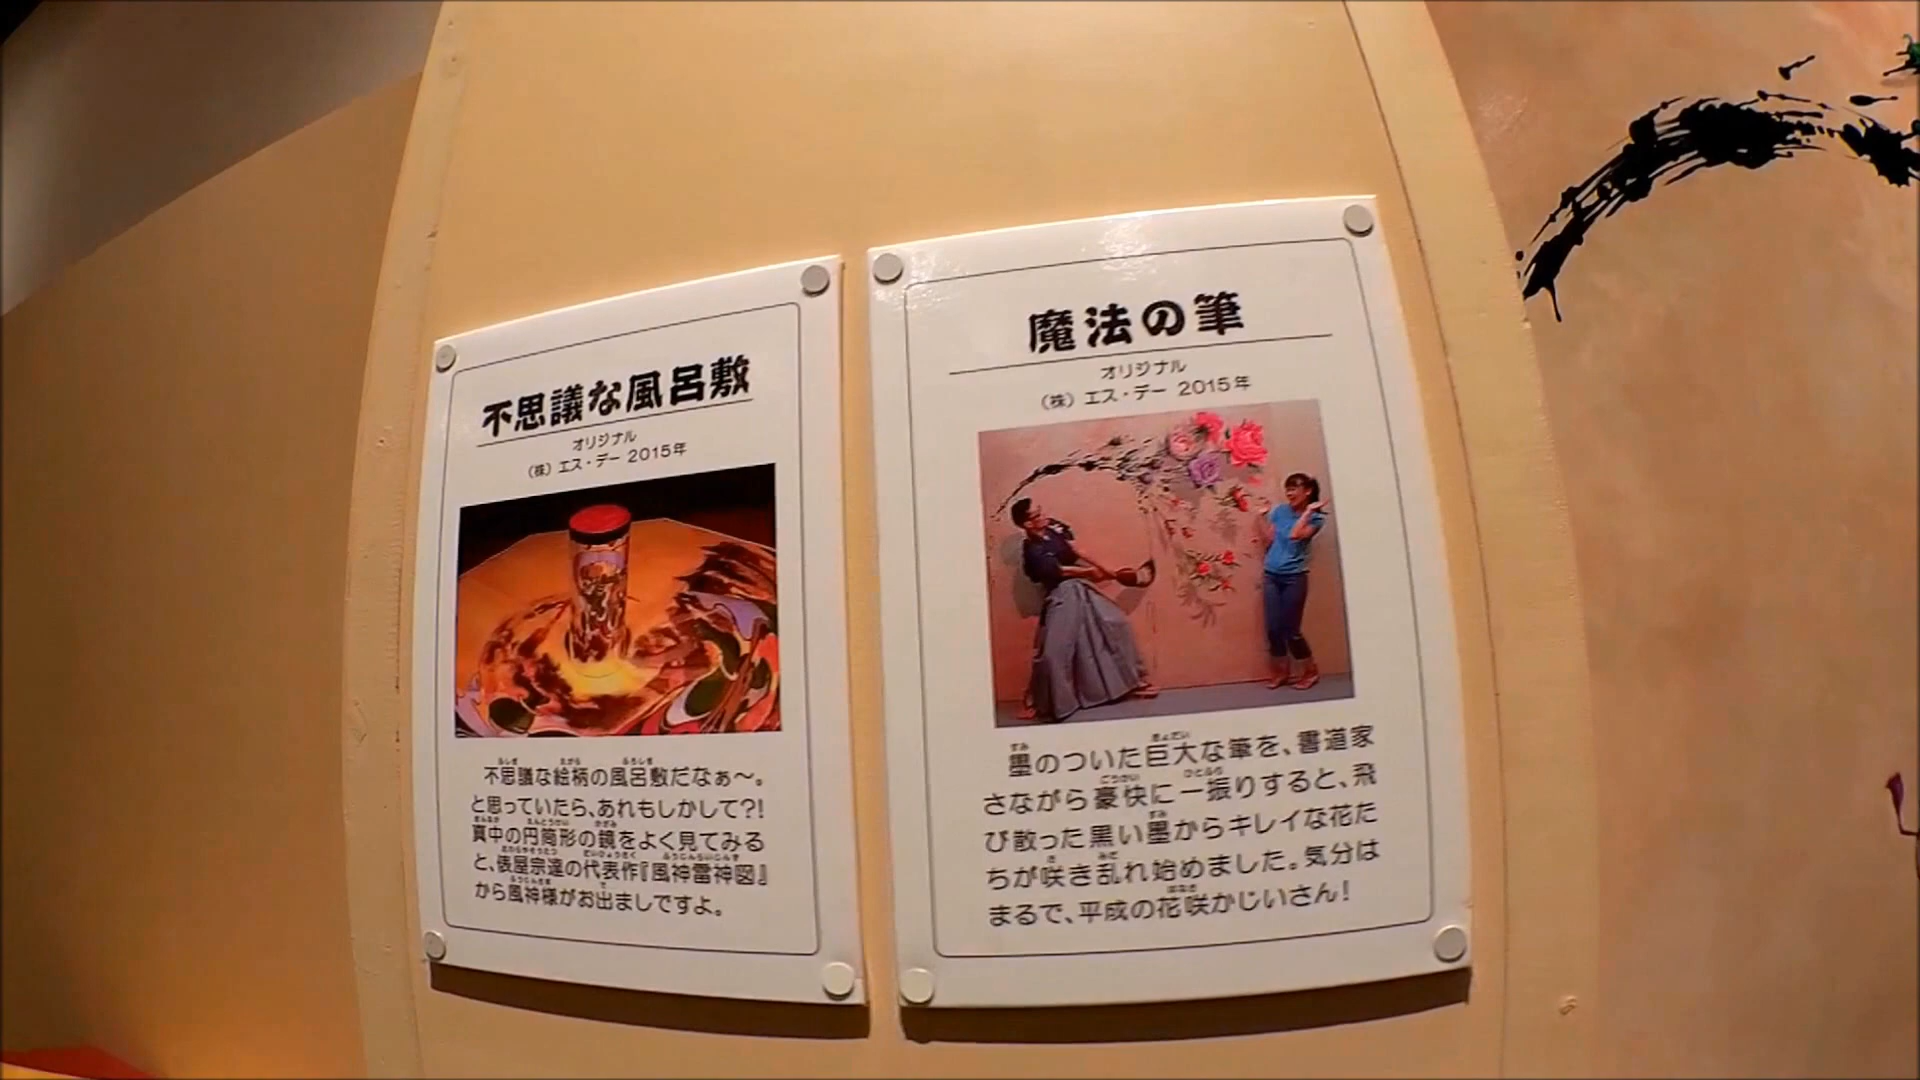 不思議な風呂敷
オリジナル
（株）エス・デー 2015年
不思議な絵柄の風呂敷だなぁ〜。
と思っていたら、あれもしかして?!
真中の円筒形の鏡をよく見てみる
と、俵屋宗達の代表作『風神雷神図』
から風神様がお出ましですよ。
魔法の筆
オリジナル
（株）エス・デー 2015年
墨のついた巨大な筆を、書道家
さながら豪快に一振りすると、飛
び散った黒い墨からキレイな花た
ちが咲き乱れ始めました。気分は
まるで、平成の花咲かじいさん!